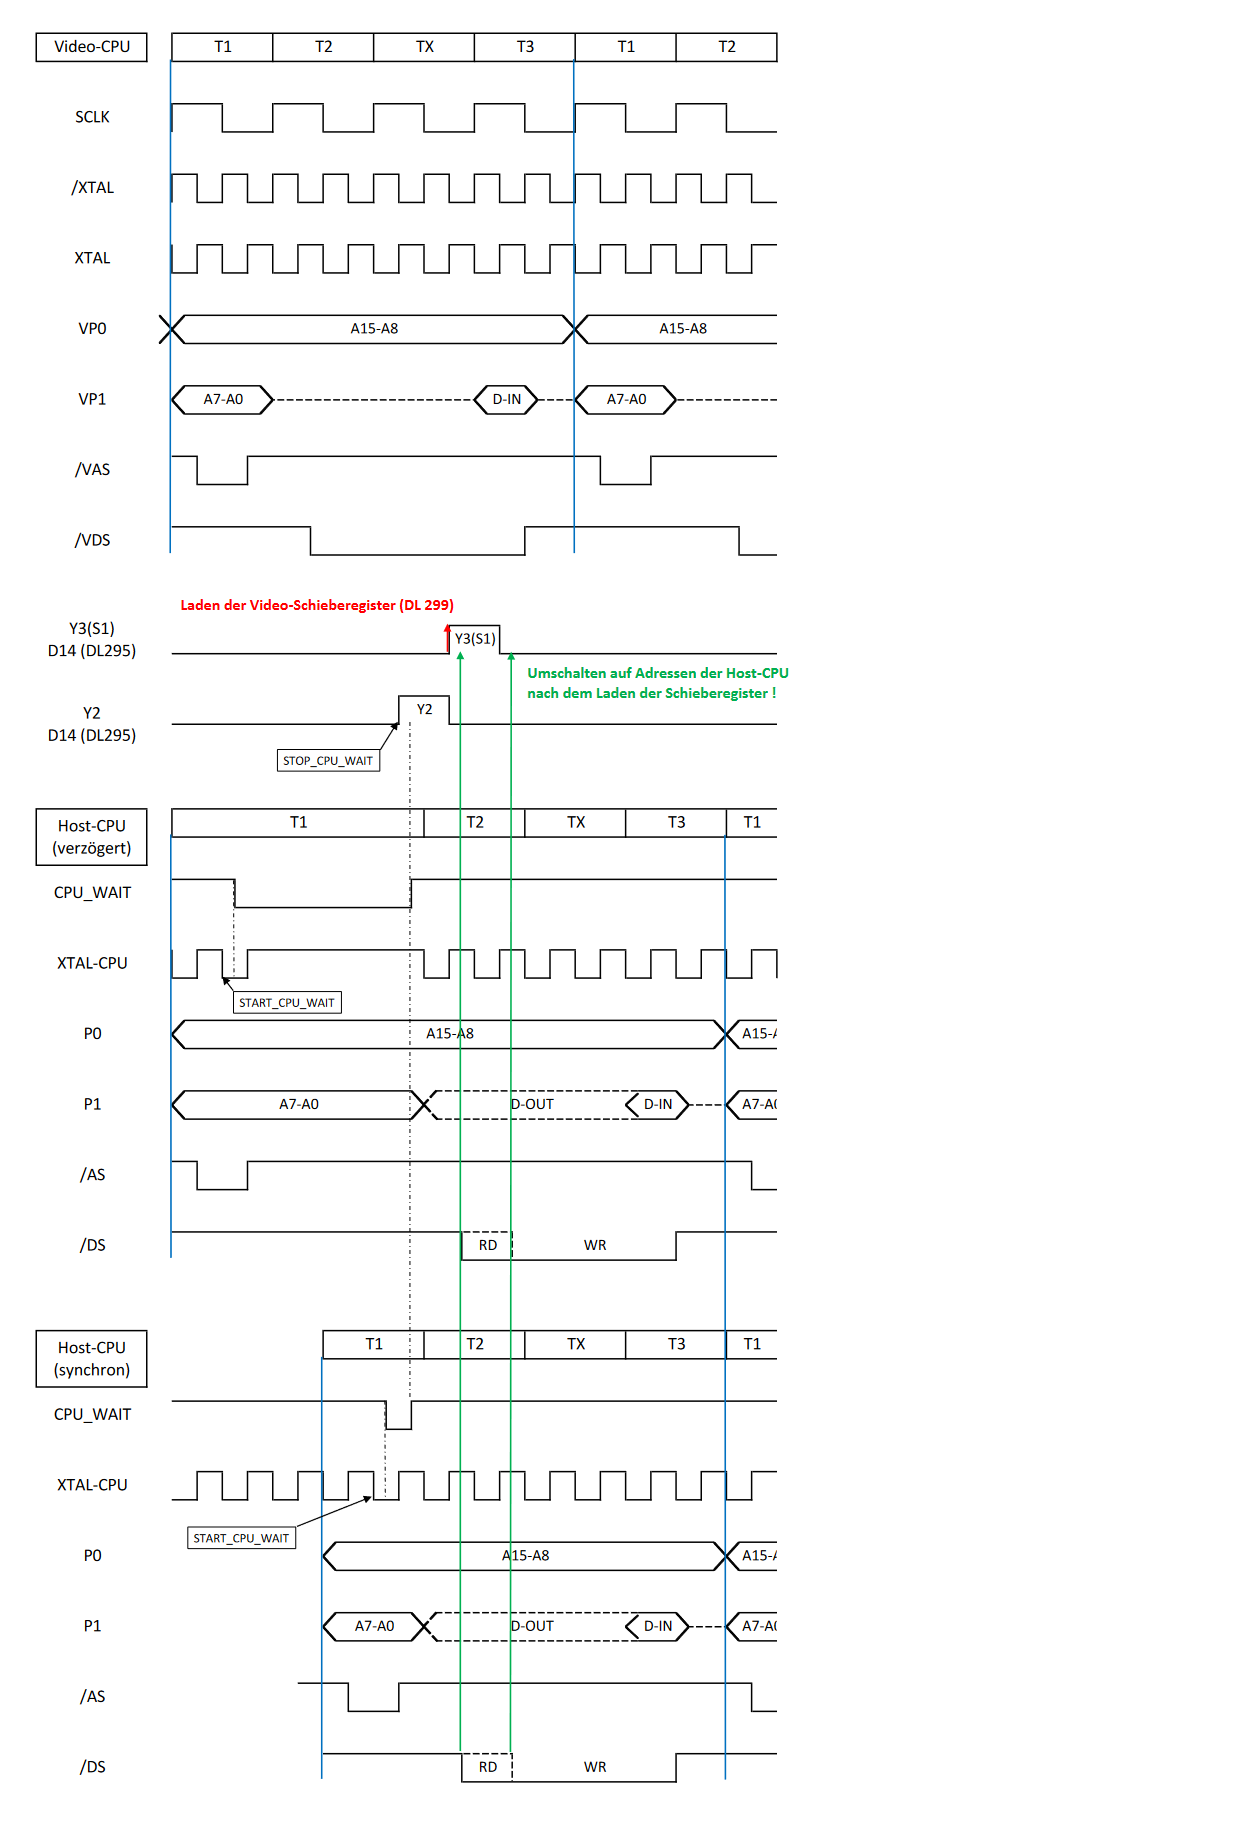 Video-CPU T1 T2 TX T3 T1 T2
SCLK
/XTAL
XTAL
VP0 A15-A8 A15-A8
VP1 A7-A0 D-IN A7-A0
/VAS
/VDS
Laden der Video-Schieberegister (DL 299)
Y3(S1)
D14 (DL295)
Y3(S1)
Umschalten auf Adressen der Host-CPU
nach dem Laden der Schieberegister !
Y2
D14 (DL295)
Y2
STOP_CPU_WAIT
Host-CPU
(verzögert)
T1 T2 TX T3 T1
CPU_WAIT
XTAL-CPU
START_CPU_WAIT
P0 A15-A8 A15-A
P1 A7-A0 D-OUT D-IN A7-A0
/AS
/DS RD WR
Host-CPU
(synchron)
T1 T2 TX T3 T1
CPU_WAIT
XTAL-CPU
START_CPU_WAIT
P0 A15-A8 A15-A
P1 A7-A0 D-OUT D-IN A7-A0
/AS
/DS RD WR